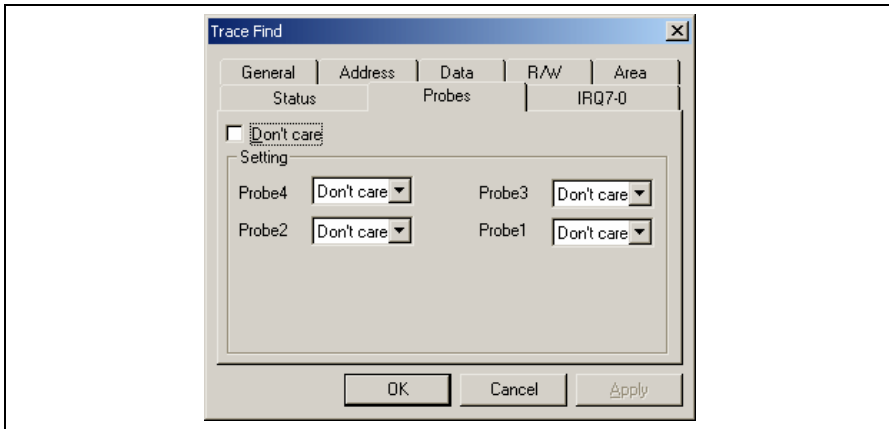 Trace Find
General Address Data R/W Area
Status Probes IRQ7-0
Don't care
Setting
Probe4 Don't care Probe3 Don't care
Probe2 Don't care Probe1 Don't care
OK Cancel Apply